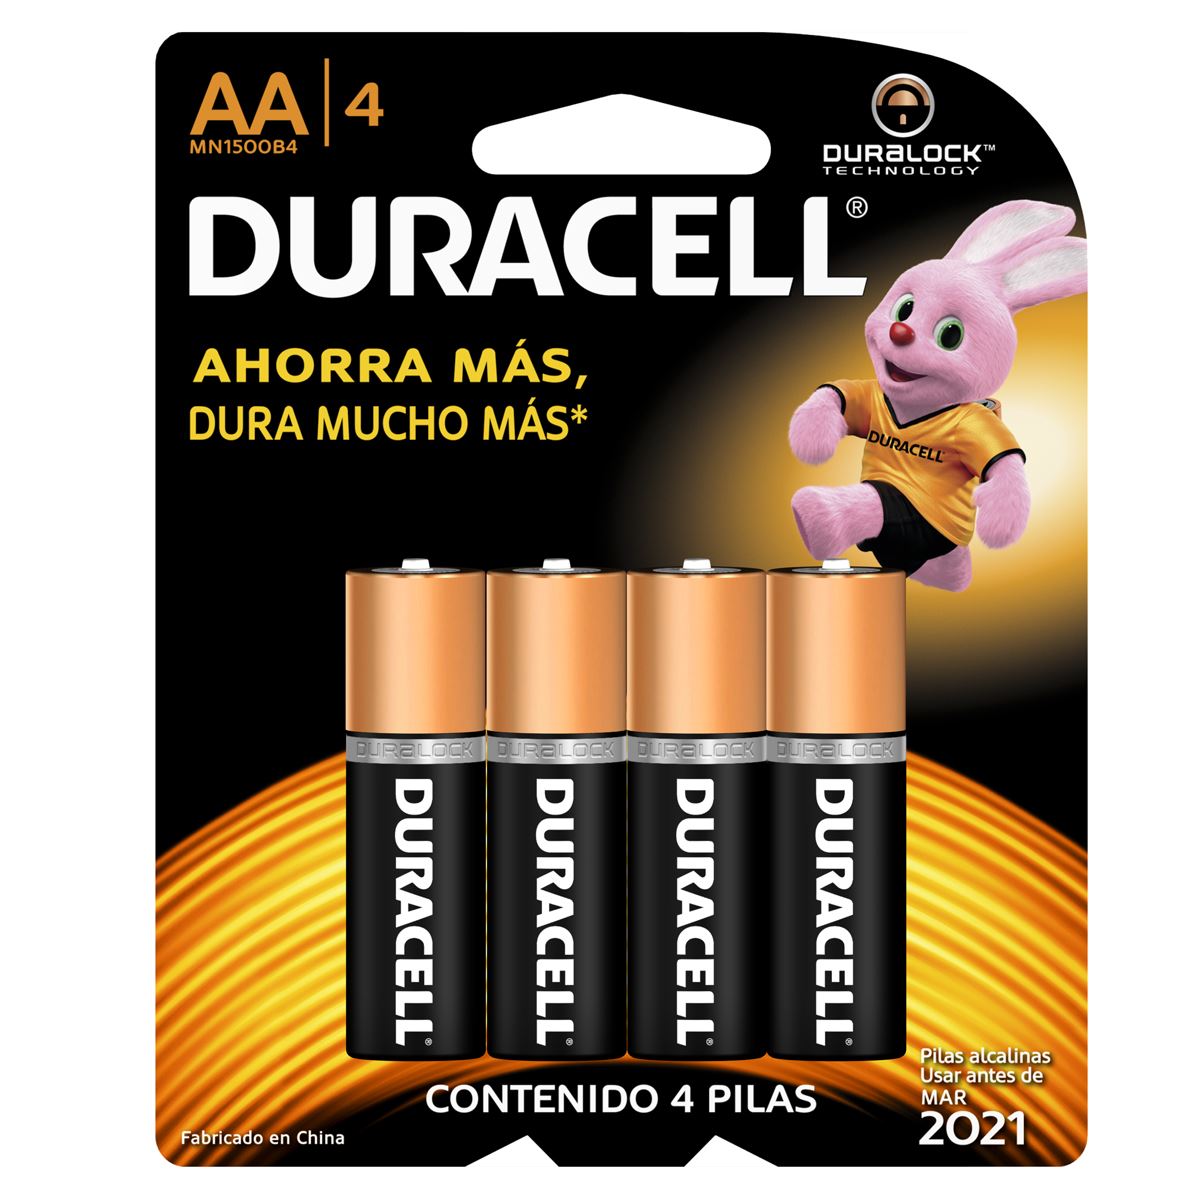 AA 4
MN1500B4
DURALOCK™
TECHNOLOGY
DURACELL®
AHORRA MÁS,
DURA MUCHO MÁS*
DURACELL
DURALOCK DURALOCK DURALOCK DURALOCK
DURACELL® DURACELL® DURACELL® DURACELL®
Pilas alcalinas
Usar antes de
MAR
2021
CONTENIDO 4 PILAS
Fabricado en China